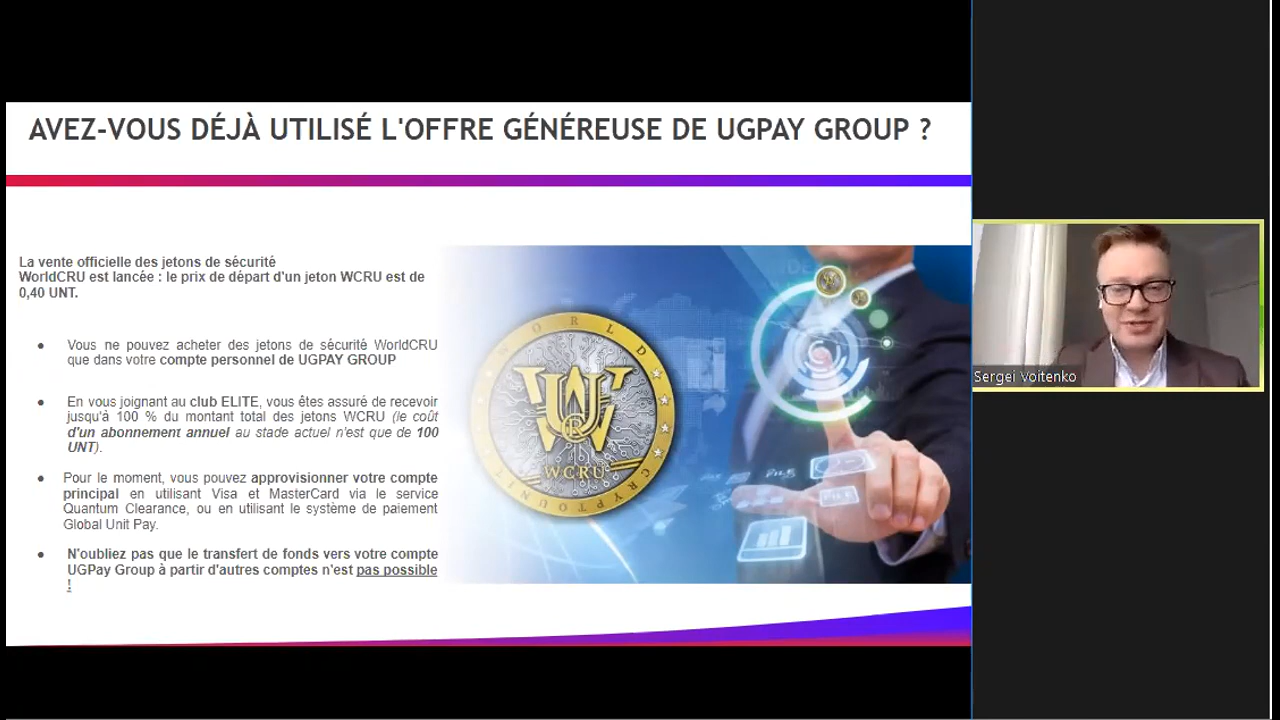 AVEZ-VOUS DÉJÀ UTILISÉ L'OFFRE GÉNÉREUSE DE UGPAY GROUP ?
La vente officielle des jetons de sécurité
WorldCRU est lancée : le prix de départ d'un jeton WCRU est de
0,40 UNT.
● Vous ne pouvez acheter des jetons de sécurité WorldCRU
que dans votre compte personnel de UGPAY GROUP
● En vous joignant au club ELITE, vous êtes assuré de recevoir
jusqu'à 100 % du montant total des jetons WCRU (le coût
d'un abonnement annuel au stade actuel n'est que de 100
UNT).
● Pour le moment, vous pouvez approvisionner votre compte
principal en utilisant Visa et MasterCard via le service
Quantum Clearance, ou en utilisant le système de paiement
Global Unit Pay.
● N'oubliez pas que le transfert de fonds vers votre compte
UGPay Group à partir d'autres comptes n'est pas possible
!
WORLD
WCRU
CRYPTOUNIT
Sergei Voitenko